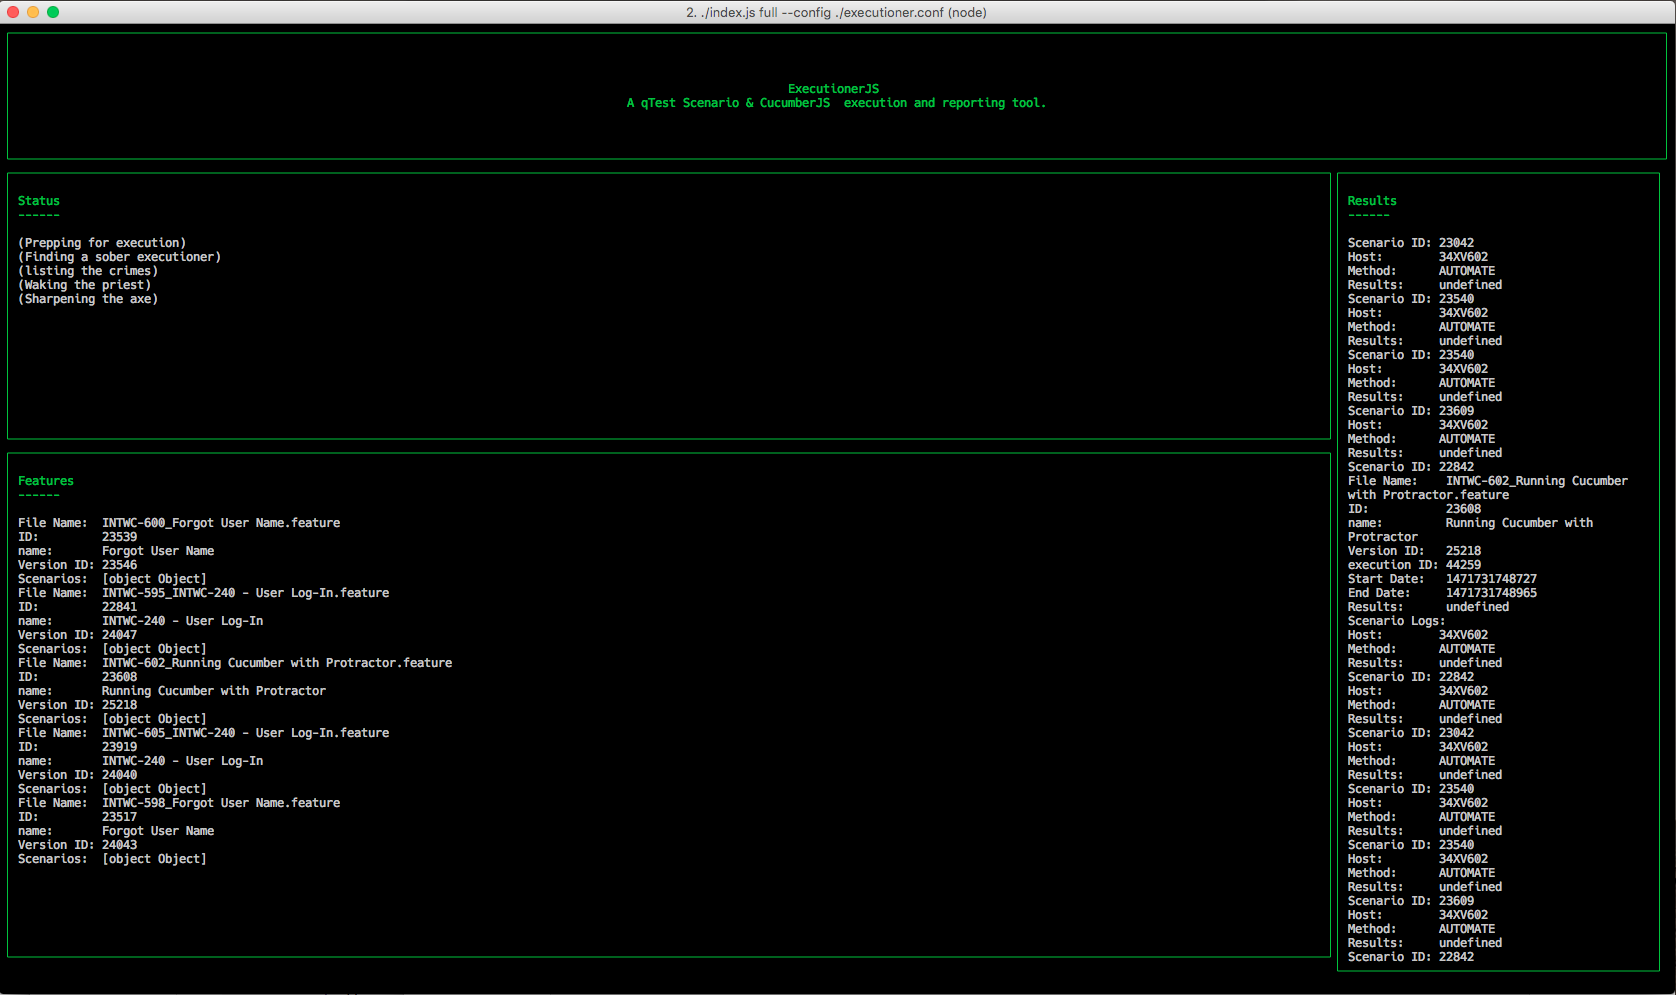 2. ./index.js full --config ./executioner.conf (node)
ExecutionerJS
A qTest Scenario & CucumberJS  execution and reporting tool.
Status
------
(Prepping for execution)
(Finding a sober executioner)
(listing the crimes)
(Waking the priest)
(Sharpening the axe)
Features
------
File Name:  INTWC-600_Forgot User Name.feature
ID:         23539
name:       Forgot User Name
Version ID: 23546
Scenarios:  [object Object]
File Name:  INTWC-595_INTWC-240 - User Log-In.feature
ID:         22841
name:       INTWC-240 - User Log-In
Version ID: 24047
Scenarios:  [object Object]
File Name:  INTWC-602_Running Cucumber with Protractor.feature
ID:         23608
name:       Running Cucumber with Protractor
Version ID: 25218
Scenarios:  [object Object]
File Name:  INTWC-605_INTWC-240 - User Log-In.feature
ID:         23919
name:       INTWC-240 - User Log-In
Version ID: 24040
Scenarios:  [object Object]
File Name:  INTWC-598_Forgot User Name.feature
ID:         23517
name:       Forgot User Name
Version ID: 24043
Scenarios:  [object Object]
Results
------
Scenario ID: 23042
Host:        34XV602
Method:      AUTOMATE
Results:     undefined
Scenario ID: 23540
Host:        34XV602
Method:      AUTOMATE
Results:     undefined
Scenario ID: 23540
Host:        34XV602
Method:      AUTOMATE
Results:     undefined
Scenario ID: 23609
Host:        34XV602
Method:      AUTOMATE
Results:     undefined
Scenario ID: 22842
File Name:    INTWC-602_Running Cucumber
with Protractor.feature
ID:           23608
name:         Running Cucumber with
Protractor
Version ID:   25218
execution ID: 44259
Start Date:   1471731748727
End Date:     1471731748965
Results:      undefined
Scenario Logs:
Host:        34XV602
Method:      AUTOMATE
Results:     undefined
Scenario ID: 22842
Host:        34XV602
Method:      AUTOMATE
Results:     undefined
Scenario ID: 23042
Host:        34XV602
Method:      AUTOMATE
Results:     undefined
Scenario ID: 23540
Host:        34XV602
Method:      AUTOMATE
Results:     undefined
Scenario ID: 23540
Host:        34XV602
Method:      AUTOMATE
Results:     undefined
Scenario ID: 23609
Host:        34XV602
Method:      AUTOMATE
Results:     undefined
Scenario ID: 22842